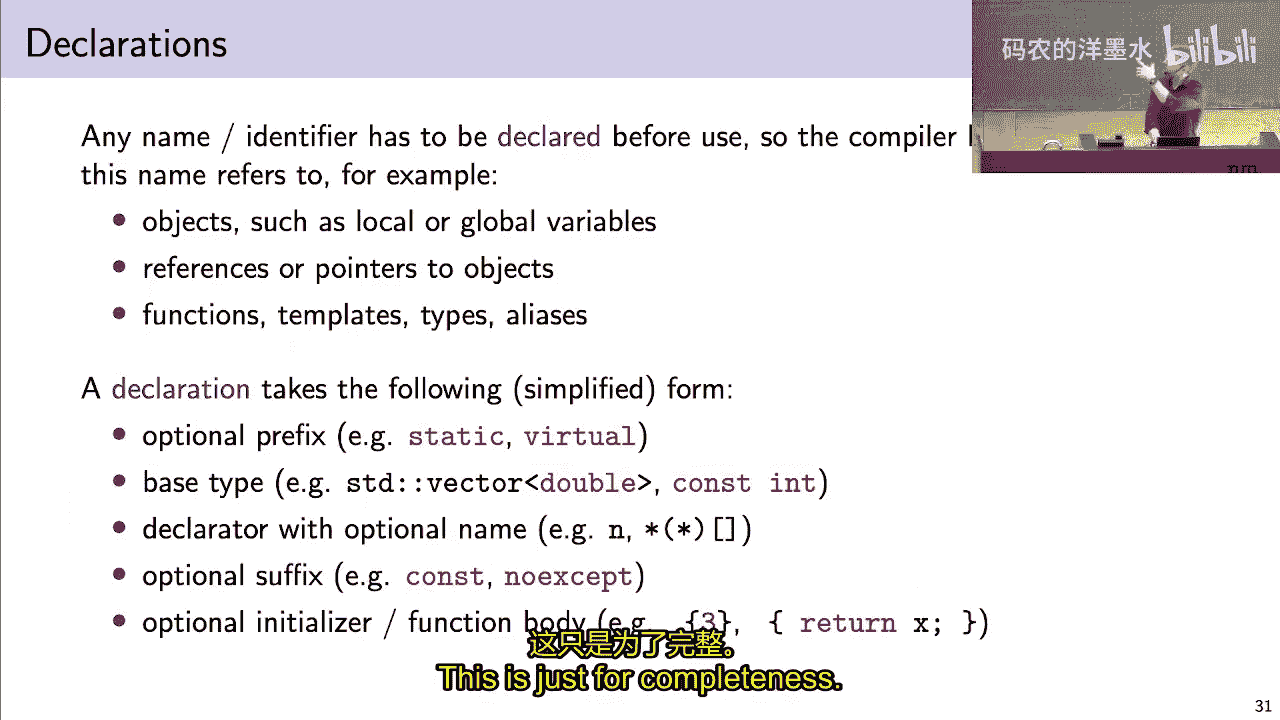 Declarations
码农的洋墨水 bilibili
Any name / identifier has to be declared before use, so the compiler
this name refers to, for example:
• objects, such as local or global variables
• references or pointers to objects
• functions, templates, types, aliases
A declaration takes the following (simplified) form:
• optional prefix (e.g. static, virtual)
• base type (e.g. std::vector<double>, const int)
• declarator with optional name (e.g. n, *(*)[])
• optional suffix (e.g. const, noexcept)
• optional initializer / function body (e.g. {3}, { return x; })
这只是为了完整。
This is just for completeness.
31